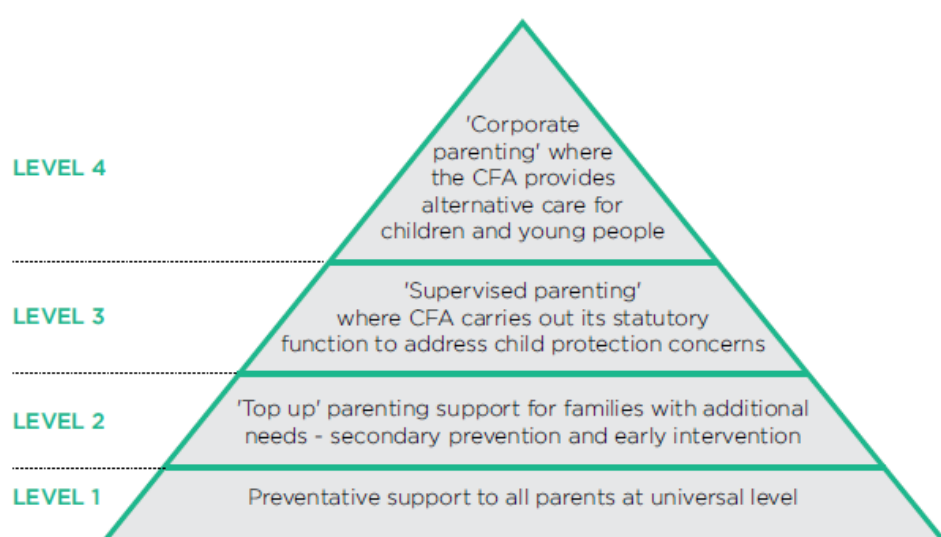 LEVEL 4
'Corporate
parenting' where
the CFA provides
alternative care for
children and young people
LEVEL 3
'Supervised parenting'
where CFA carries out its statutory
function to address child protection concerns
LEVEL 2
'Top up' parenting support for families with additional
needs - secondary prevention and early intervention
LEVEL 1
Preventative support to all parents at universal level